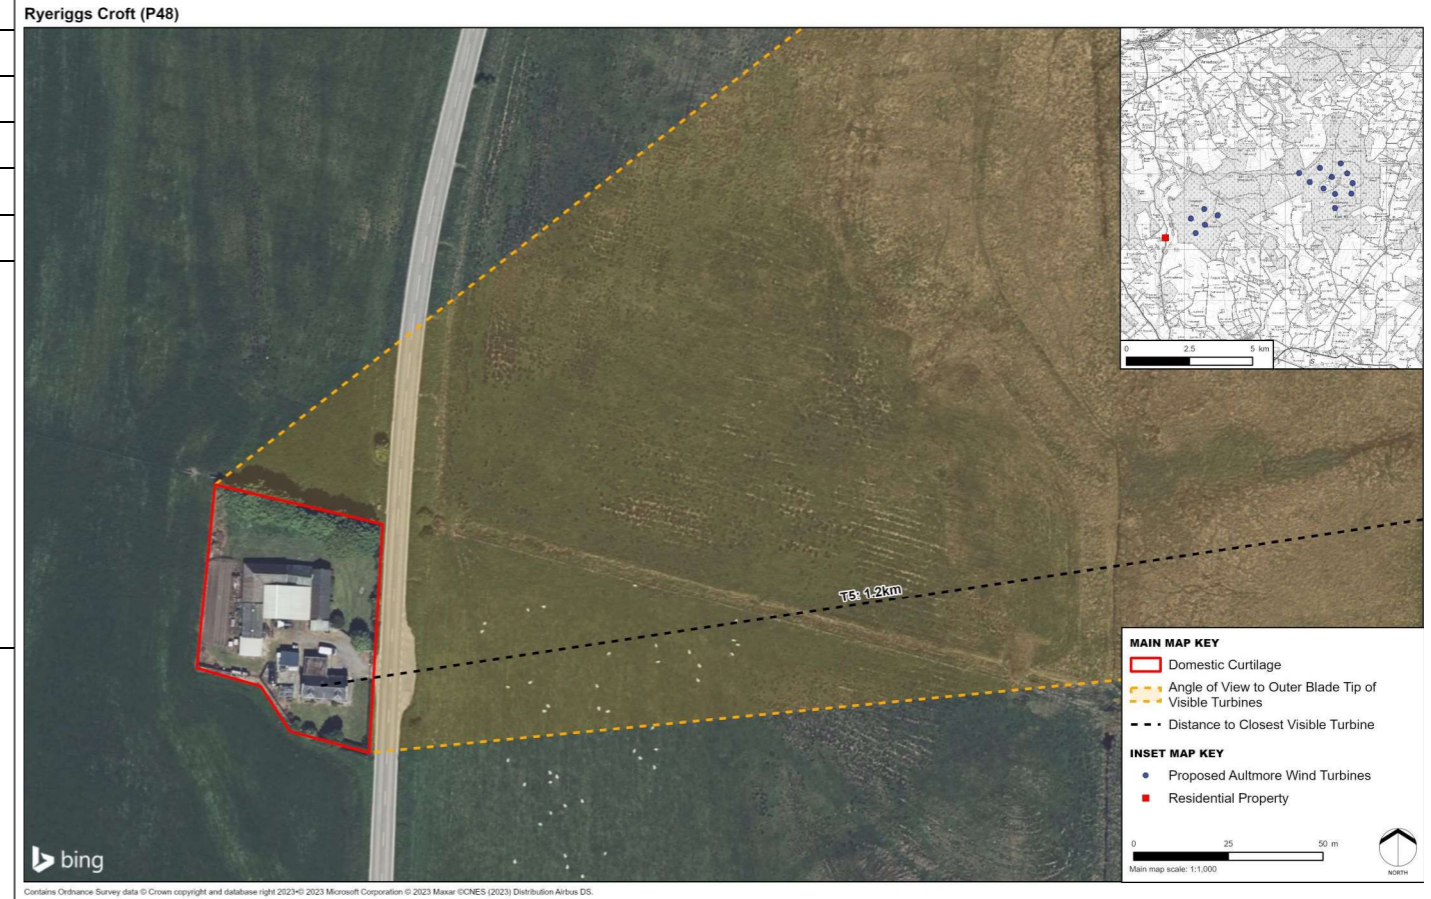 Ryeriggs Croft (P48)
0 2.5 5 km
T5: 1.2km
MAIN MAP KEY
Domestic Curtilage
Angle of View to Outer Blade Tip of
Visible Turbines
Distance to Closest Visible Turbine
INSET MAP KEY
Proposed Aultmore Wind Turbines
Residential Property
0 25 50 m
Main map scale: 1:1,000
NORTH
bing
Contains Ordnance Survey data © Crown copyright and database right 2023•© 2023 Microsoft Corporation © 2023 Maxar ©CNES (2023) Distribution Airbus DS.